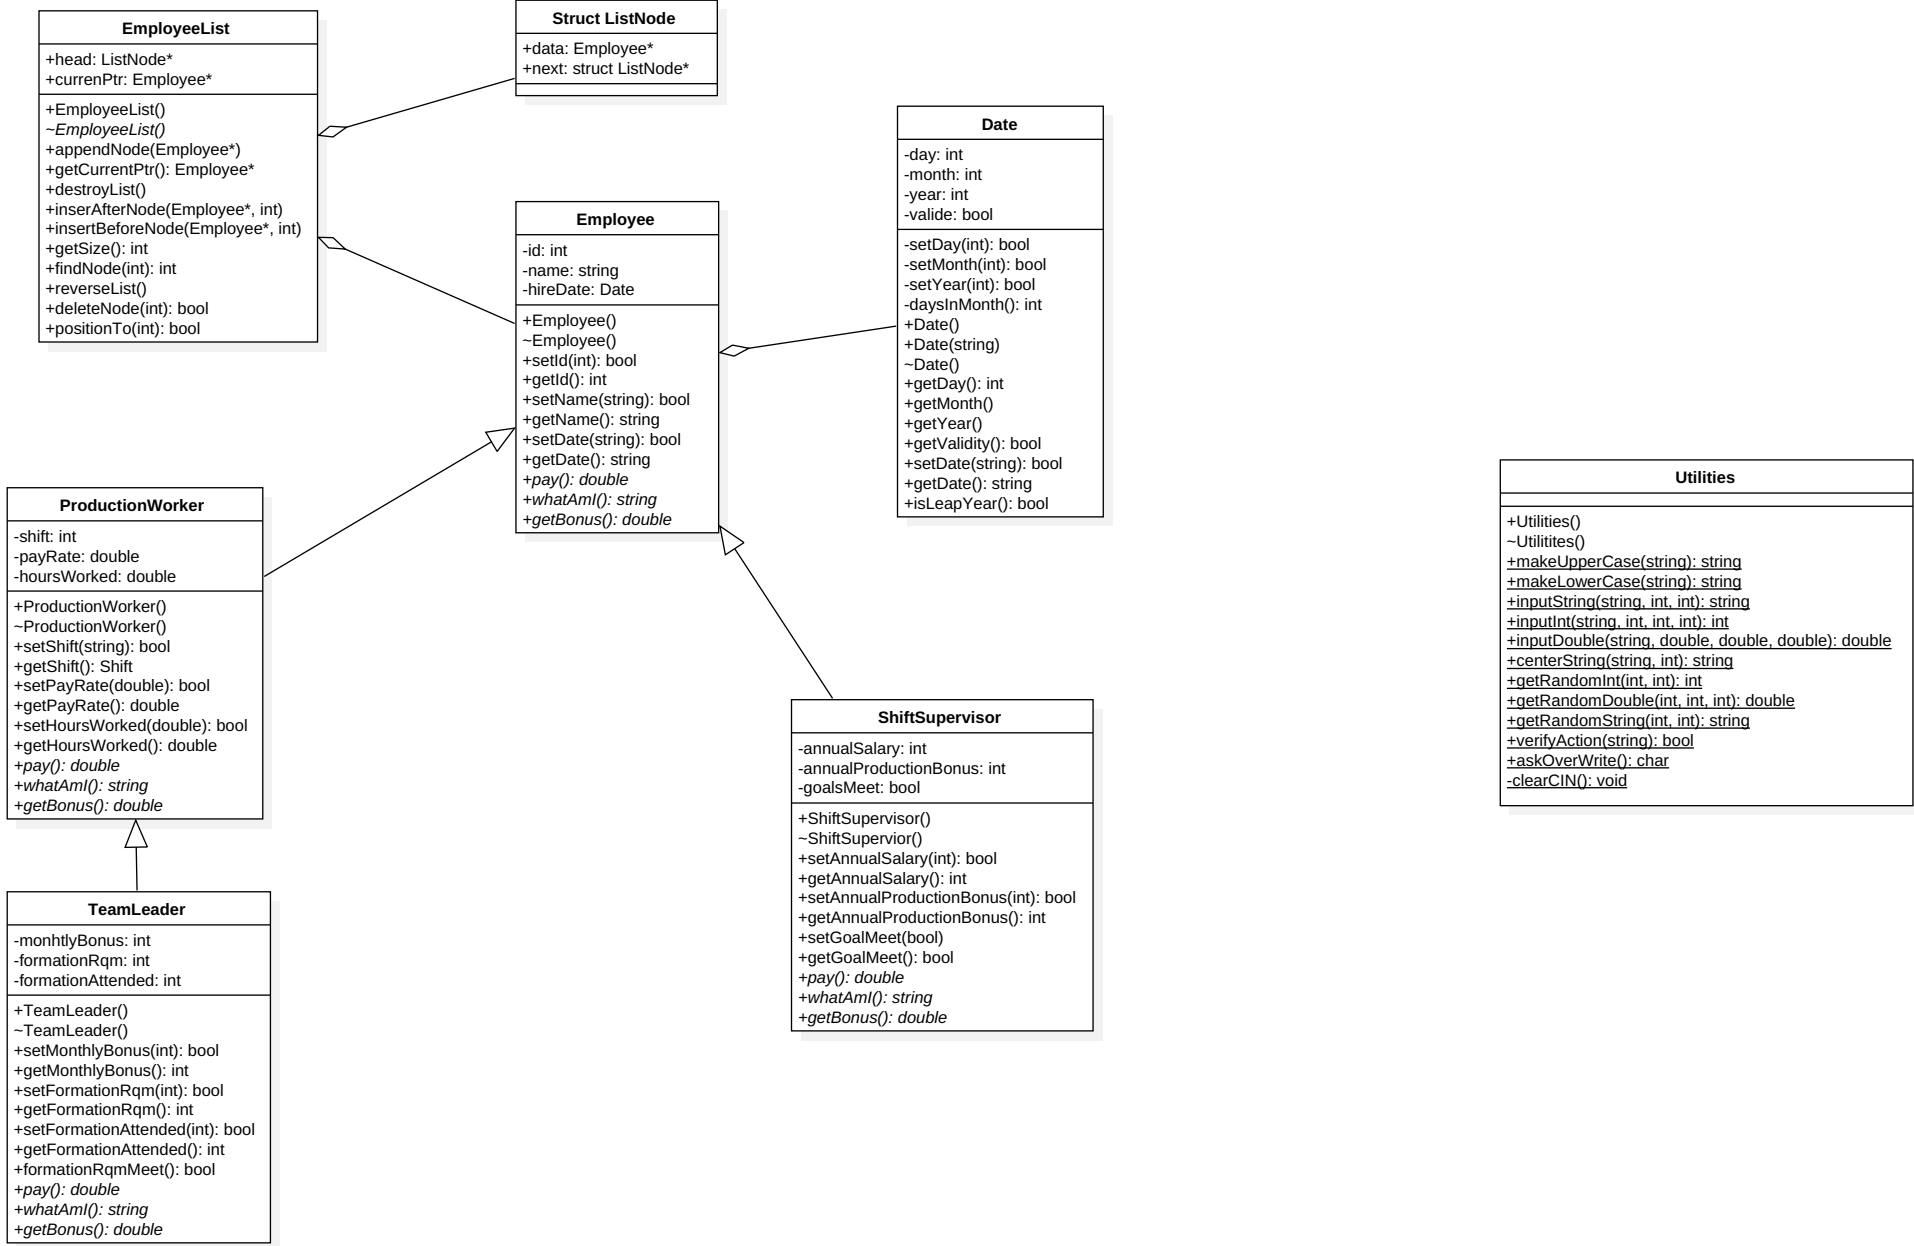 EmployeeList
+head: ListNode*
+currenPtr: Employee*
+EmployeeList()
~EmployeeList()
+appendNode(Employee*)
+getCurrentPtr(): Employee*
+destroyList()
+inserAfterNode(Employee*, int)
+insertBeforeNode(Employee*, int)
+getSize(): int
+findNode(int): int
+reverseList()
+deleteNode(int): bool
+positionTo(int): bool
Struct ListNode
+data: Employee*
+next: struct ListNode*
Employee
-id: int
-name: string
-hireDate: Date
+Employee()
~Employee()
+setId(int): bool
+getId(): int
+setName(string): bool
+getName(): string
+setDate(string): bool
+getDate(): string
+pay(): double
+whatAmI(): string
+getBonus(): double
Date
-day: int
-month: int
-year: int
-valide: bool
-setDay(int): bool
-setMonth(int): bool
-setYear(int): bool
-daysInMonth(): int
+Date()
+Date(string)
~Date()
+getDay(): int
+getMonth()
+getYear()
+getValidity(): bool
+setDate(string): bool
+getDate(): string
+isLeapYear(): bool
Utilities
+Utilities()
~Utilitites()
+makeUpperCase(string): string
+makeLowerCase(string): string
+inputString(string, int, int): string
+inputInt(string, int, int, int): int
+inputDouble(string, double, double, double): double
+centerString(string, int): string
+getRandomInt(int, int): int
+getRandomDouble(int, int, int): double
+getRandomString(int, int): string
+verifyAction(string): bool
+askOverWrite(): char
-clearCIN(): void
ProductionWorker
-shift: int
-payRate: double
-hoursWorked: double
+ProductionWorker()
~ProductionWorker()
+setShift(string): bool
+getShift(): Shift
+setPayRate(double): bool
+getPayRate(): double
+setHoursWorked(double): bool
+getHoursWorked(): double
+pay(): double
+whatAmI(): string
+getBonus(): double
ShiftSupervisor
-annualSalary: int
-annualProductionBonus: int
-goalsMeet: bool
+ShiftSupervisor()
~ShiftSupervior()
+setAnnualSalary(int): bool
+getAnnualSalary(): int
+setAnnualProductionBonus(int): bool
+getAnnualProductionBonus(): int
+setGoalMeet(bool)
+getGoalMeet(): bool
+pay(): double
+whatAmI(): string
+getBonus(): double
TeamLeader
-monhtlyBonus: int
-formationRqm: int
-formationAttended: int
+TeamLeader()
~TeamLeader()
+setMonthlyBonus(int): bool
+getMonthlyBonus(): int
+setFormationRqm(int): bool
+getFormationRqm(): int
+setFormationAttended(int): bool
+getFormationAttended(): int
+formationRqmMeet(): bool
+pay(): double
+whatAmI(): string
+getBonus(): double